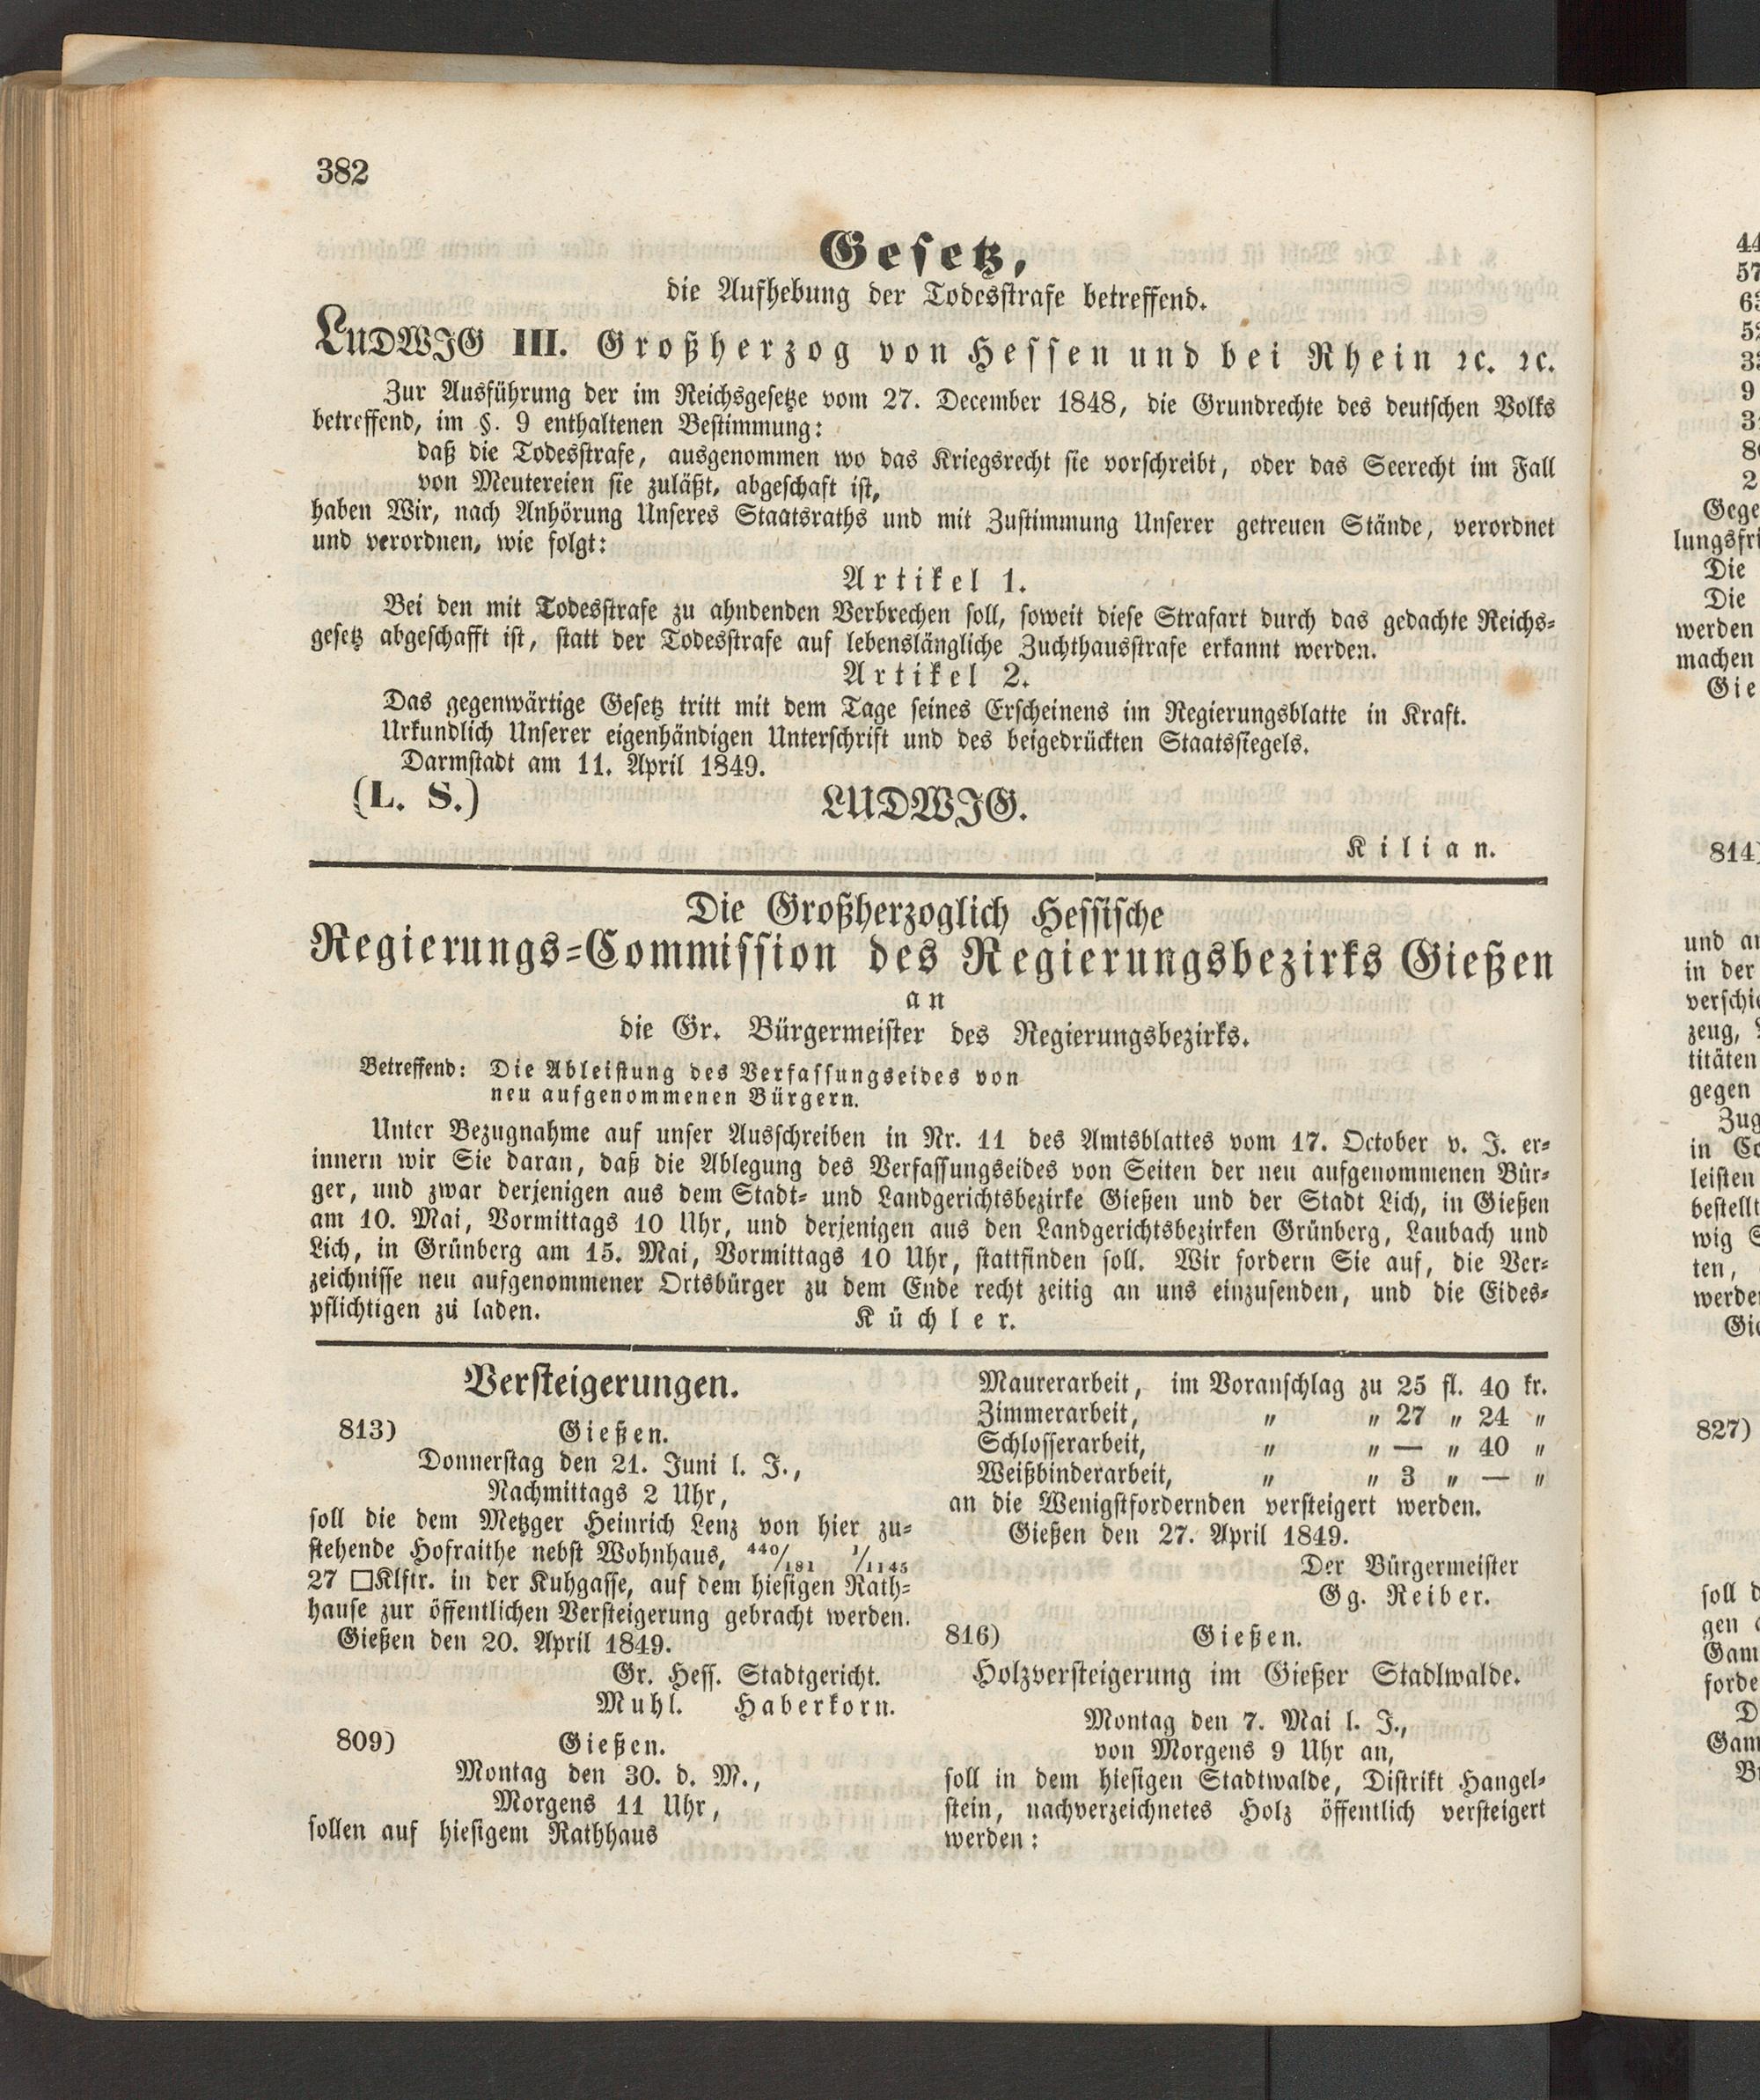 382
Gesetz,
die Aufhebung der Todesstrafe betreffend.
LUDWIG III. Großherzog von Hessen und bei Rhein ꝛc. ꝛc.
Zur Ausführung der im Reichsgesetze vom 27. December 1848, die Grundrechte des deutschen Volks
betreffend, im §. 9 enthaltenen Bestimmung:
daß die Todesstrafe, ausgenommen wo das Kriegsrecht sie vorschreibt, oder das Seerecht im Fall
von Meutereien sie zuläßt, abgeschaft ist,
haben Wir, nach Anhörung Unseres Staatsraths und mit Zustimmung Unserer getreuen Stände, verordnet
und verordnen, wie folgt:
Artikel 1.
Bei den mit Todesstrafe zu ahndenden Verbrechen soll, soweit diese Strafart durch das gedachte Reichs-
gesetz abgeschafft ist, statt der Todesstrafe auf lebenslängliche Zuchthausstrafe erkannt werden.
Artikel 2.
Das gegenwärtige Gesetz tritt mit dem Tage seines Erscheinens im Regierungsblatte in Kraft.
Urkundlich Unserer eigenhändigen Unterschrift und des beigedrückten Staatssiegels.
Darmstadt am 11. April 1849.
(L. S.) LUDWIG.
Kilian.
Die Großherzoglich Hessische
Regierungs-Commission des Regierungsbezirks Gießen
an
die Gr. Bürgermeister des Regierungsbezirks.
Betreffend: Die Ableistung des Verfassungseides von
neu aufgenommenen Bürgern.
Unter Bezugnahme auf unser Ausschreiben in Nr. 11 des Amtsblattes vom 17. October v. J. er-
innern wir Sie daran, daß die Ablegung des Verfassungseides von Seiten der neu aufgenommenen Bür-
ger, und zwar derjenigen aus dem Stadt- und Landgerichtsbezirke Gießen und der Stadt Lich, in Gießen
am 10. Mai, Vormittags 10 Uhr, und derjenigen aus den Landgerichtsbezirken Grünberg, Laubach und
Lich, in Grünberg am 15. Mai, Vormittags 10 Uhr, stattfinden soll. Wir fordern Sie auf, die Ver-
zeichnisse neu aufgenommener Ortsbürger zu dem Ende recht zeitig an uns einzusenden, und die Eides-
pflichtigen zu laden. Küchler.
Versteigerungen.
813) Gießen.
Donnerstag den 21. Juni l. J.,
Nachmittags 2 Uhr,
soll die dem Metzger Heinrich Lenz von hier zu-
stehende Hofraithe nebst Wohnhaus, 440/181 1/1145
27 □Klftr. in der Kuhgasse, auf dem hiesigen Rath-
hause zur öffentlichen Versteigerung gebracht werden.
Gießen den 20. April 1849.
Gr. Hess. Stadtgericht.
Muhl. Haberkorn.
809) Gießen.
Montag den 30. d. M.,
Morgens 11 Uhr,
sollen auf hiesigem Rathhaus
Maurerarbeit, im Voranschlag zu 25 fl. 40 kr.
Zimmerarbeit, " " 27 " 24 "
Schlosserarbeit, " " — " 40 "
Weißbinderarbeit, " " 3 " — "
an die Wenigstfordernden versteigert werden.
Gießen den 27. April 1849.
Der Bürgermeister
Gg. Reiber.
816) Gießen.
Holzversteigerung im Gießer Stadlwalde.
Montag den 7. Mai l. J.,
von Morgens 9 Uhr an,
soll in dem hiesigen Stadtwalde, Distrikt Hangel-
stein, nachverzeichnetes Holz öffentlich versteigert
werden:
Die
Die
werden
machen
814)
in der
gegen
leisten
ten,
827)